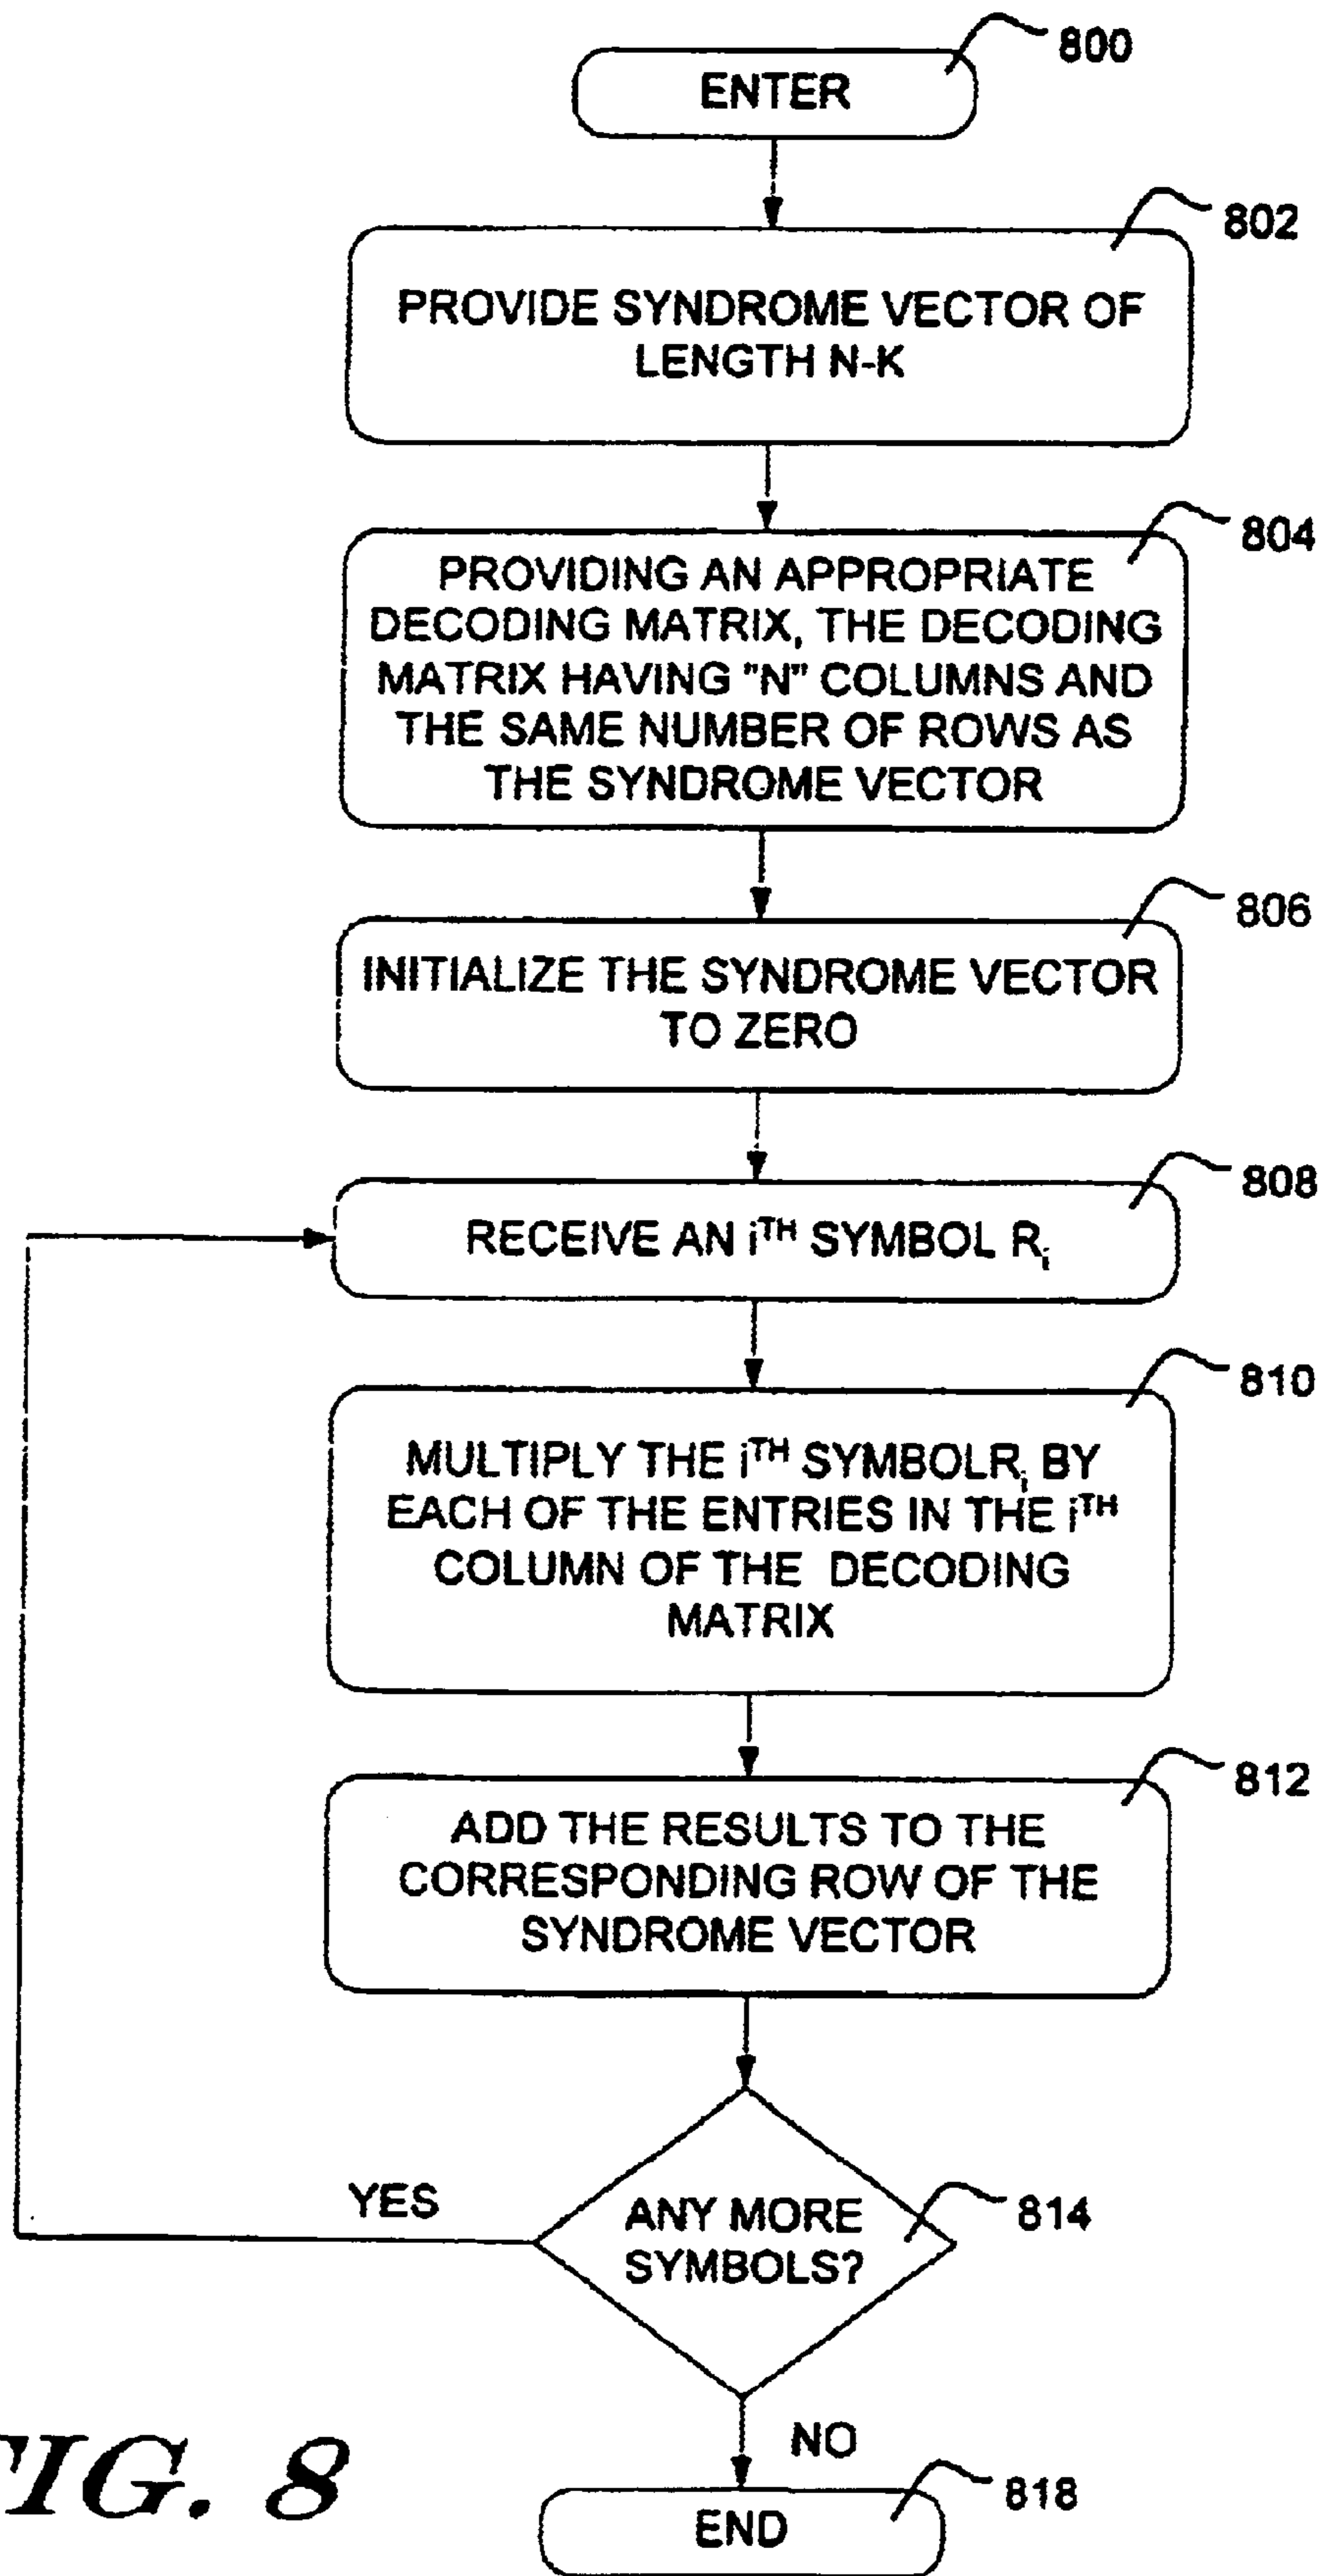 800
ENTER
802
PROVIDE SYNDROME VECTOR OF
LENGTH N-K
804
PROVIDING AN APPROPRIATE
DECODING MATRIX, THE DECODING
MATRIX HAVING "N" COLUMNS AND
THE SAME NUMBER OF ROWS AS
THE SYNDROME VECTOR
806
INITIALIZE THE SYNDROME VECTOR
TO ZERO
808
RECEIVE AN iᵀᴴ SYMBOL Rᵢ
810
MULTIPLY THE iᵀᴴ SYMBOLRᵢ BY
EACH OF THE ENTRIES IN THE iᵀᴴ
COLUMN OF THE DECODING
MATRIX
812
ADD THE RESULTS TO THE
CORRESPONDING ROW OF THE
SYNDROME VECTOR
YES
ANY MORE
SYMBOLS?
814
NO
FIG. 8
818
END